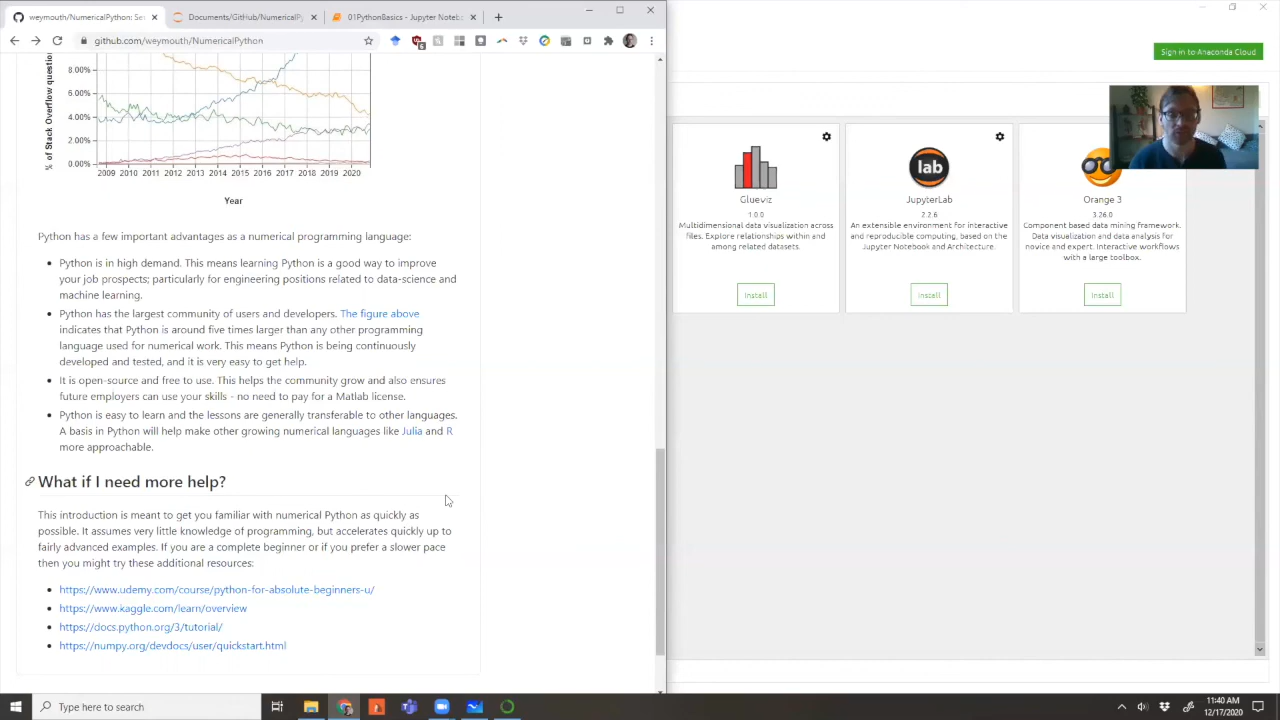 weymouth/NumericalPython: Se
Documents/GitHub/NumericalP
01PythonBasics - Jupyter Noteb
github.com/weymouth/NumericalPython
Sign in to Anaconda Cloud
% of Stack Overflow question
8.00%
6.00%
4.00%
2.00%
0.00%
2009 2010 2011 2012 2013 2014 2015 2016 2017 2018 2019 2020
Year
Python has a few important advantages as a numerical programming language:
Python is in high demand. This means learning Python is a good way to improve
your job prospects; particularly for engineering positions related to data-science and
machine learning.
Python has the largest community of users and developers. The figure above
indicates that Python is around five times larger than any other programming
language used for numerical work. This means Python is being continuously
developed and tested, and it is very easy to get help.
It is open-source and free to use. This helps the community grow and also ensures
future employers can use your skills - no need to pay for a Matlab license.
Python is easy to learn and the lessons are generally transferable to other languages.
A basis in Python will help make other growing numerical languages like Julia and R
more approachable.
What if I need more help?
This introduction is meant to get you familiar with numerical Python as quickly as
possible. It assumes very little knowledge of programming, but accelerates quickly up to
fairly advanced examples. If you are a complete beginner or if you prefer a slower pace
then you might try these additional resources:
https://www.udemy.com/course/python-for-absolute-beginners-u/
https://www.kaggle.com/learn/overview
https://docs.python.org/3/tutorial/
https://numpy.org/devdocs/user/quickstart.html
Glueviz
1.0.0
Multidimensional data visualization across
files. Explore relationships within and
among related datasets.
Install
lab
JupyterLab
2.2.6
An extensible environment for interactive
and reproducible computing, based on the
Jupyter Notebook and Architecture.
Install
Orange 3
3.26.0
Component based data mining framework.
Data visualization and data analysis for
novice and expert. Interactive workflows
with a large toolbox.
Install
Type here to search
11:40 AM
12/17/2020